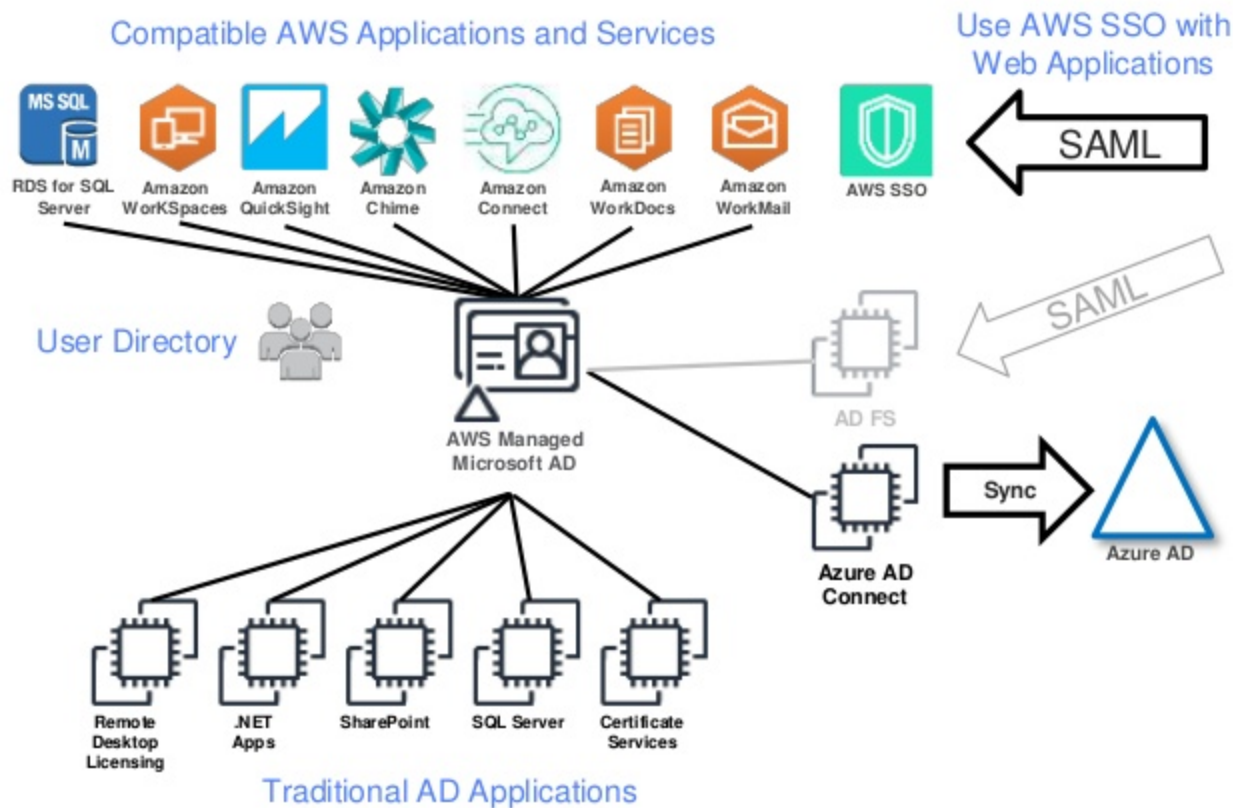 Compatible AWS Applications and Services
Use AWS SSO with
Web Applications
MS SQL
M
RDS for SQL
Server
Amazon
WorKSpaces
Amazon
QuickSight
Amazon
Chime
Amazon
Connect
Amazon
WorkDocs
Amazon
WorkMail
AWS SSO
SAML
User Directory
SAML
AD FS
AWS Managed
Microsoft AD
Sync
Azure AD
Azure AD
Connect
Remote
Desktop
Licensing
.NET
Apps
SharePoint
SQL Server
Certificate
Services
Traditional AD Applications